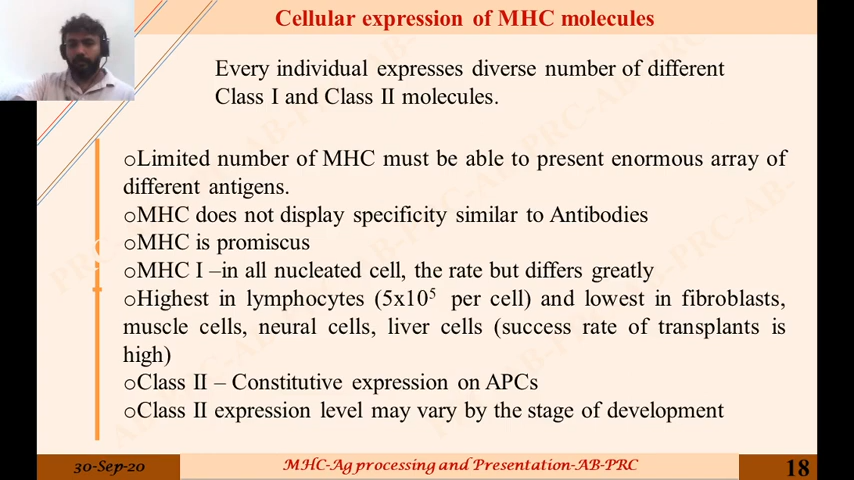 Cellular expression of MHC molecules
Every individual expresses diverse number of different
Class I and Class II molecules.
oLimited number of MHC must be able to present enormous array of
different antigens.
oMHC does not display specificity similar to Antibodies
oMHC is promiscus
oMHC I –in all nucleated cell, the rate but differs greatly
oHighest in lymphocytes (5x10⁵ per cell) and lowest in fibroblasts,
muscle cells, neural cells, liver cells (success rate of transplants is
high)
oClass II – Constitutive expression on APCs
oClass II expression level may vary by the stage of development
30-Sep-20
MHC-Ag processing and Presentation-AB-PRC
18